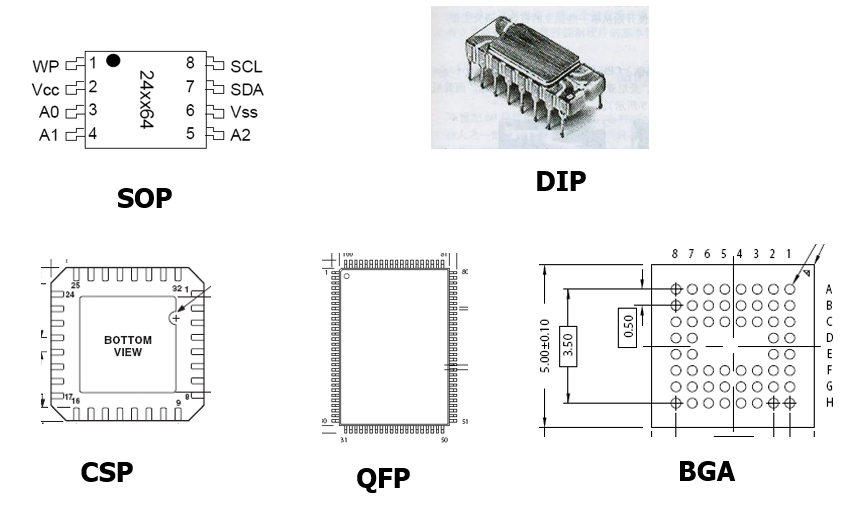 WP 1 8 SCL
Vcc 2 7 SDA
A0 3 6 Vss
A1 4 5 A2
24xx64
SOP
DIP
25
24 32 1
BOTTOM
VIEW
17 16 9 8
CSP
100 81
1 80
51
31 50
QFP
8 7 6 5 4 3 2 1
A
B
C
D
E
F
G
H
5.00±0.10
3.50
0.50
BGA